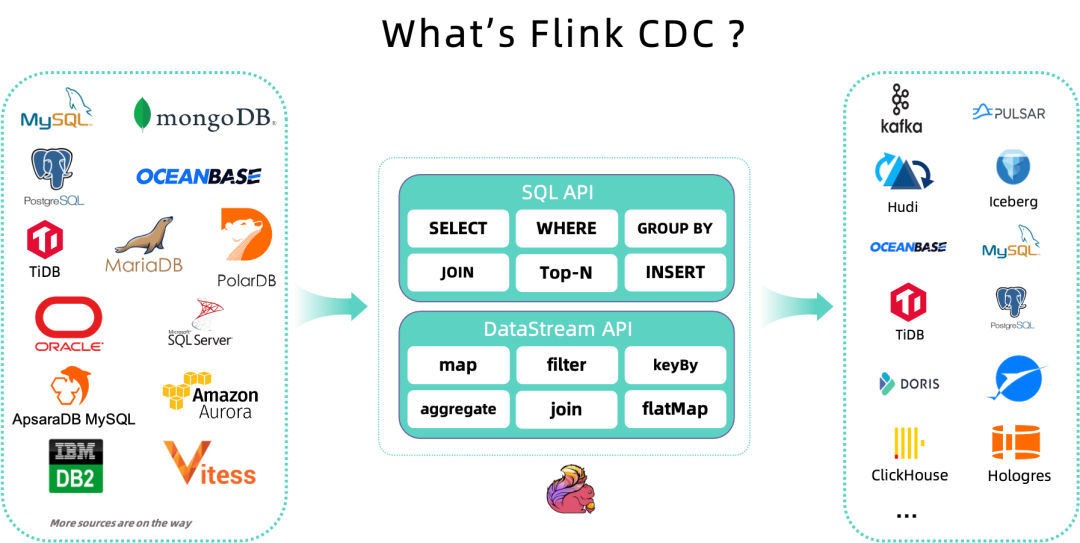 What's Flink CDC ?
MySQL™
mongoDB®
PostgreSQL
OCEANBASE
TiDB
MariaDB
PolarDB
ORACLE®
Microsoft®
SQL Server®
ApsaraDB MySQL
Amazon
Aurora
IBM
DB2
Vitess
More sources are on the way
SQL API
SELECT
WHERE
GROUP BY
JOIN
Top-N
INSERT
DataStream API
map
filter
keyBy
aggregate
join
flatMap
kafka
PULSAR
Hudi
Iceberg
OCEANBASE
MySQL™
TiDB
PostgreSQL
DORIS
ClickHouse
Hologres
...